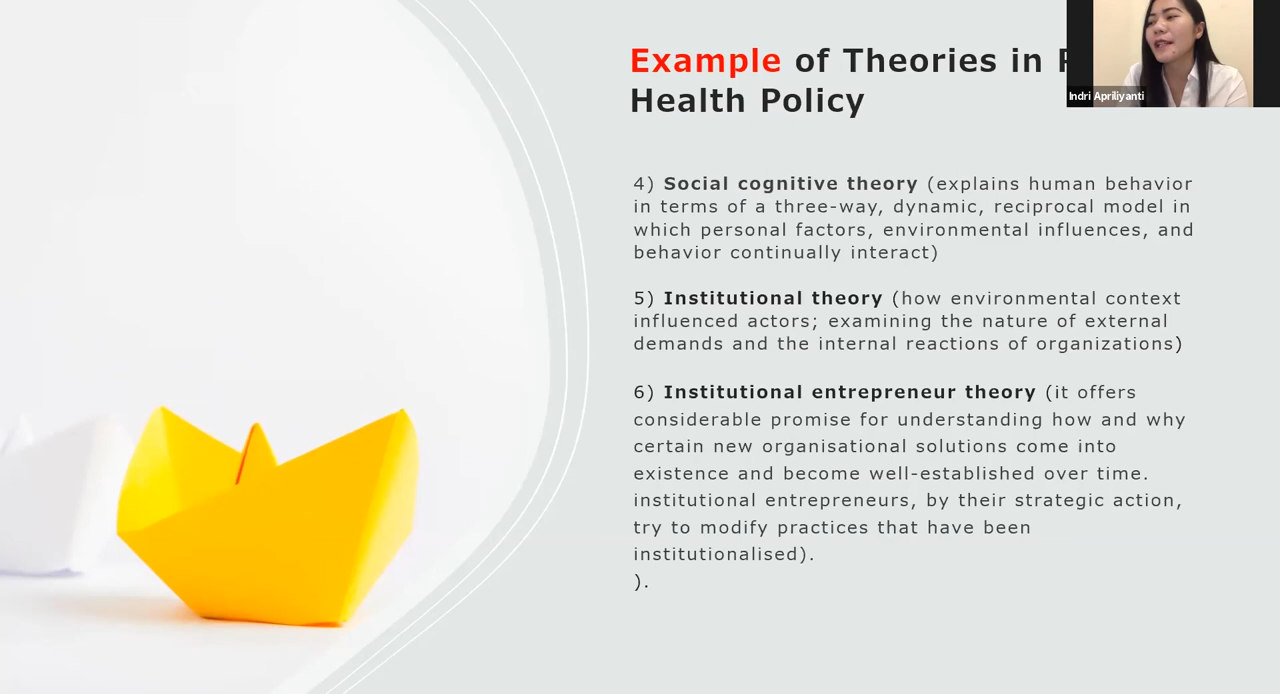 Example of Theories in
Health Policy
Indri Apriliyanti
4) Social cognitive theory (explains human behavior
in terms of a three-way, dynamic, reciprocal model in
which personal factors, environmental influences, and
behavior continually interact)
5) Institutional theory (how environmental context
influenced actors; examining the nature of external
demands and the internal reactions of organizations)
6) Institutional entrepreneur theory (it offers
considerable promise for understanding how and why
certain new organisational solutions come into
existence and become well-established over time.
institutional entrepreneurs, by their strategic action,
try to modify practices that have been
institutionalised).
).